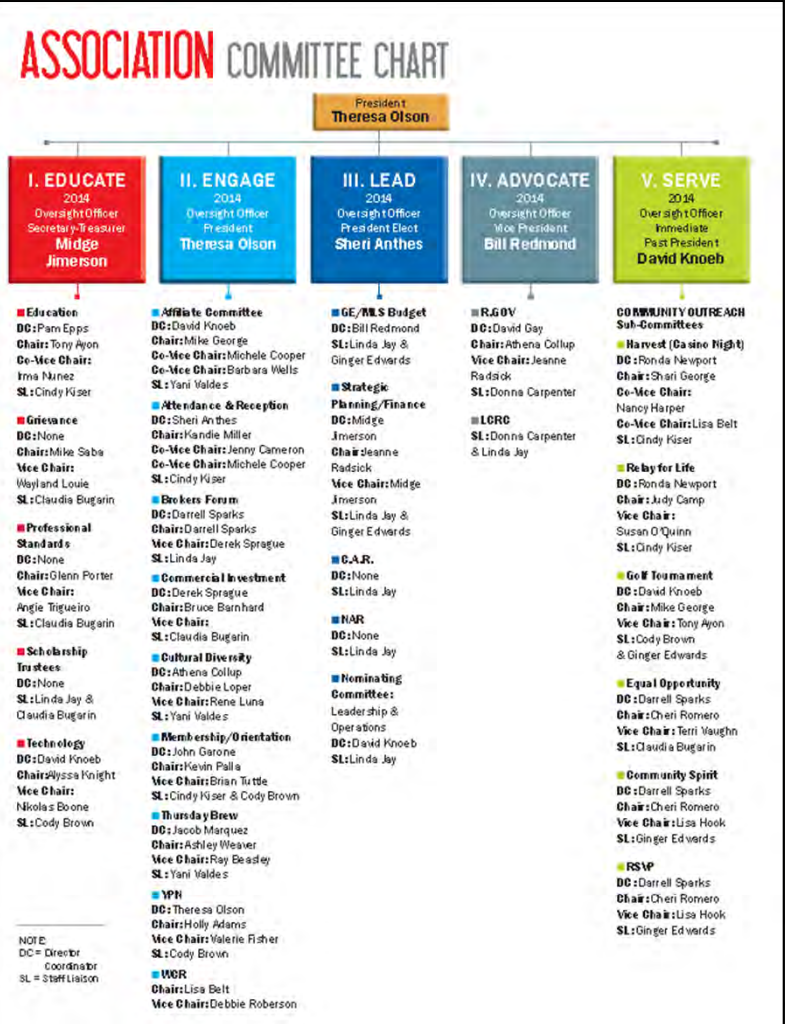 ASSOCIATION COMMITTEE CHART
President
Theresa Olson
I. EDUCATE
2014
Oversight Officer
Secretary-Treasurer
Midge
Jimerson
■Education
DC:Pam Epps
Chair:Tony Ayon
Co-Vice Chair:
Irma Nunez
SL:Cindy Kiser
■Grievance
DC:None
Chair:Mike Saba
Vice Chair:
Wayland Louie
SL:Claudia Bugarin
■Professional
Standards
DC:None
Chair:Glenn Porter
Vice Chair:
Angie Trigueiro
SL:Claudia Bugarin
■Scholarship
Trustees
DC:None
SL:Linda Jay &
Claudia Bugarin
■Technology
DC:David Knoeb
Chair:Alyssa Knight
Vice Chair:
Nikolas Boone
SL:Cody Brown
NOTE:
DC = Director
Coordinator
SL = Staff Liaison
II. ENGAGE
2014
Oversight Officer
President
Theresa Olson
■Affiliate Committee
DC:David Knoeb
Chair:Mike George
Co-Vice Chair:Michele Cooper
Co-Vice Chair:Barbara Wells
SL:Yani Valdes
■Attendance & Reception
DC:Sheri Anthes
Chair:Kandie Miller
Co-Vice Chair:Jenny Cameron
Co-Vice Chair:Michele Cooper
SL:Cindy Kiser
■Brokers Forum
DC:Darrell Sparks
Chair:Darrell Sparks
Vice Chair:Derek Sprague
SL:Linda Jay
■Commercial Investment
DC:Derek Sprague
Chair:Bruce Barnhard
Vice Chair:
SL:Claudia Bugarin
■Cultural Diversity
DC:Athena Collup
Chair:Debbie Loper
Vice Chair:Rene Luna
SL:Yani Valdes
■Membership/Orientation
DC:John Garone
Chair:Kevin Palla
Vice Chair:Brian Tuttle
SL:Cindy Kiser & Cody Brown
■Thursday Brew
DC:Jacob Marquez
Chair:Ashley Weaver
Vice Chair:Ray Beasley
SL:Yani Valdes
■YPN
DC:Theresa Olson
Chair:Holly Adams
Vice Chair:Valerie Fisher
SL:Cody Brown
■WCR
Chair:Lisa Belt
Vice Chair:Debbie Roberson
III. LEAD
2014
Oversight Officer
President Elect
Sheri Anthes
■GE/MLS Budget
DC:Bill Redmond
SL:Linda Jay &
Ginger Edwards
■Strategic
Planning/Finance
DC:Midge
Jimerson
Chair:Jeanne
Radsick
Vice Chair:Midge
Jimerson
SL:Linda Jay &
Ginger Edwards
■C.A.R.
DC:None
SL:Linda Jay
■NAR
DC:None
SL:Linda Jay
■Nominating
Committee:
Leadership &
Operations
DC:David Knoeb
SL:Linda Jay
IV. ADVOCATE
2014
Oversight Officer
Vice President
Bill Redmond
■R.GOV
DC:David Gay
Chair:Athena Collup
Vice Chair:Jeanne
Radsick
SL:Donna Carpenter
■LCRC
SL:Donna Carpenter
& Linda Jay
V. SERVE
2014
Oversight Officer
Immediate
Past President
David Knoeb
COMMUNITY OUTREACH
Sub-Committees
■Harvest (Casino Night)
DC:Ronda Newport
Chair:Shari George
Co-Vice Chair:
Nancy Harper
Co-Vice Chair:Lisa Belt
SL:Cindy Kiser
■Relay for Life
DC:Ronda Newport
Chair:Judy Camp
Vice Chair:
Susan O'Quinn
SL:Cindy Kiser
■Golf Tournament
DC:David Knoeb
Chair:Mike George
Vice Chair:Tony Ayon
SL:Cody Brown
& Ginger Edwards
■Equal Opportunity
DC:Darrell Sparks
Chair:Cheri Romero
Vice Chair:Terri Vaughn
SL:Claudia Bugarin
■Community Spirit
DC:Darrell Sparks
Chair:Cheri Romero
Vice Chair:Lisa Hook
SL:Ginger Edwards
■RSVP
DC:Darrell Sparks
Chair:Cheri Romero
Vice Chair:Lisa Hook
SL:Ginger Edwards